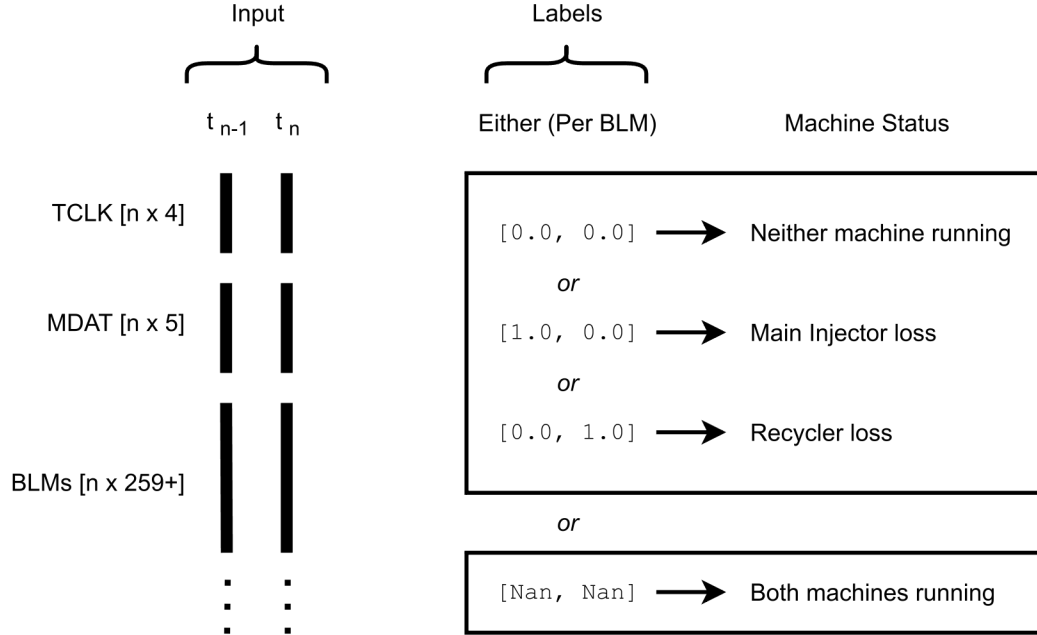 Input Labels
t n-1 t n Either (Per BLM) Machine Status
TCLK [n x 4]
[0.0, 0.0] Neither machine running
or
MDAT [n x 5] [1.0, 0.0] Main Injector loss
or
[0.0, 1.0] Recycler loss
BLMs [n x 259+]
or
[Nan, Nan] Both machines running